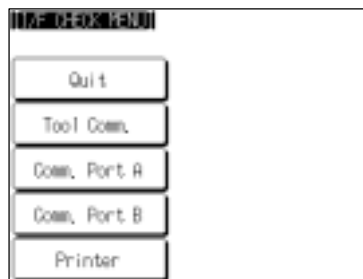 [I/F CHECK MENU]
Quit
Tool Comm.
Comm. Port A
Comm. Port B
Printer